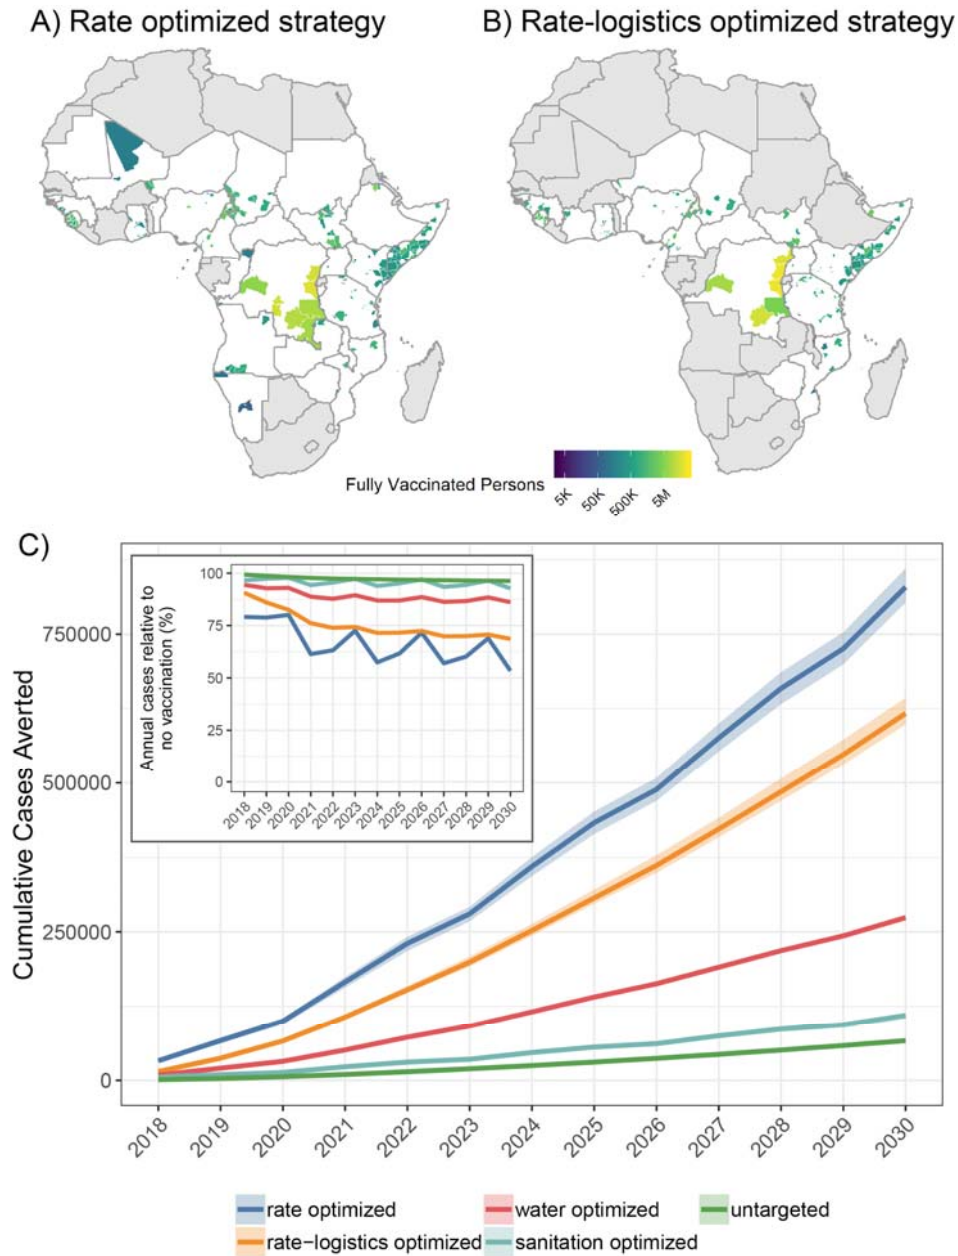 A) Rate optimized strategy
B) Rate-logistics optimized strategy
Fully Vaccinated Persons
5K
50K
500K
5M
C)
Cumulative Cases Averted
750000
500000
250000
0
Annual cases relative to
no vaccination (%)
100
75
50
25
0
2018
2019
2020
2021
2022
2023
2024
2025
2026
2027
2028
2029
2030
2018
2019
2020
2021
2022
2023
2024
2025
2026
2027
2028
2029
2030
rate optimized
water optimized
untargeted
rate-logistics optimized
sanitation optimized